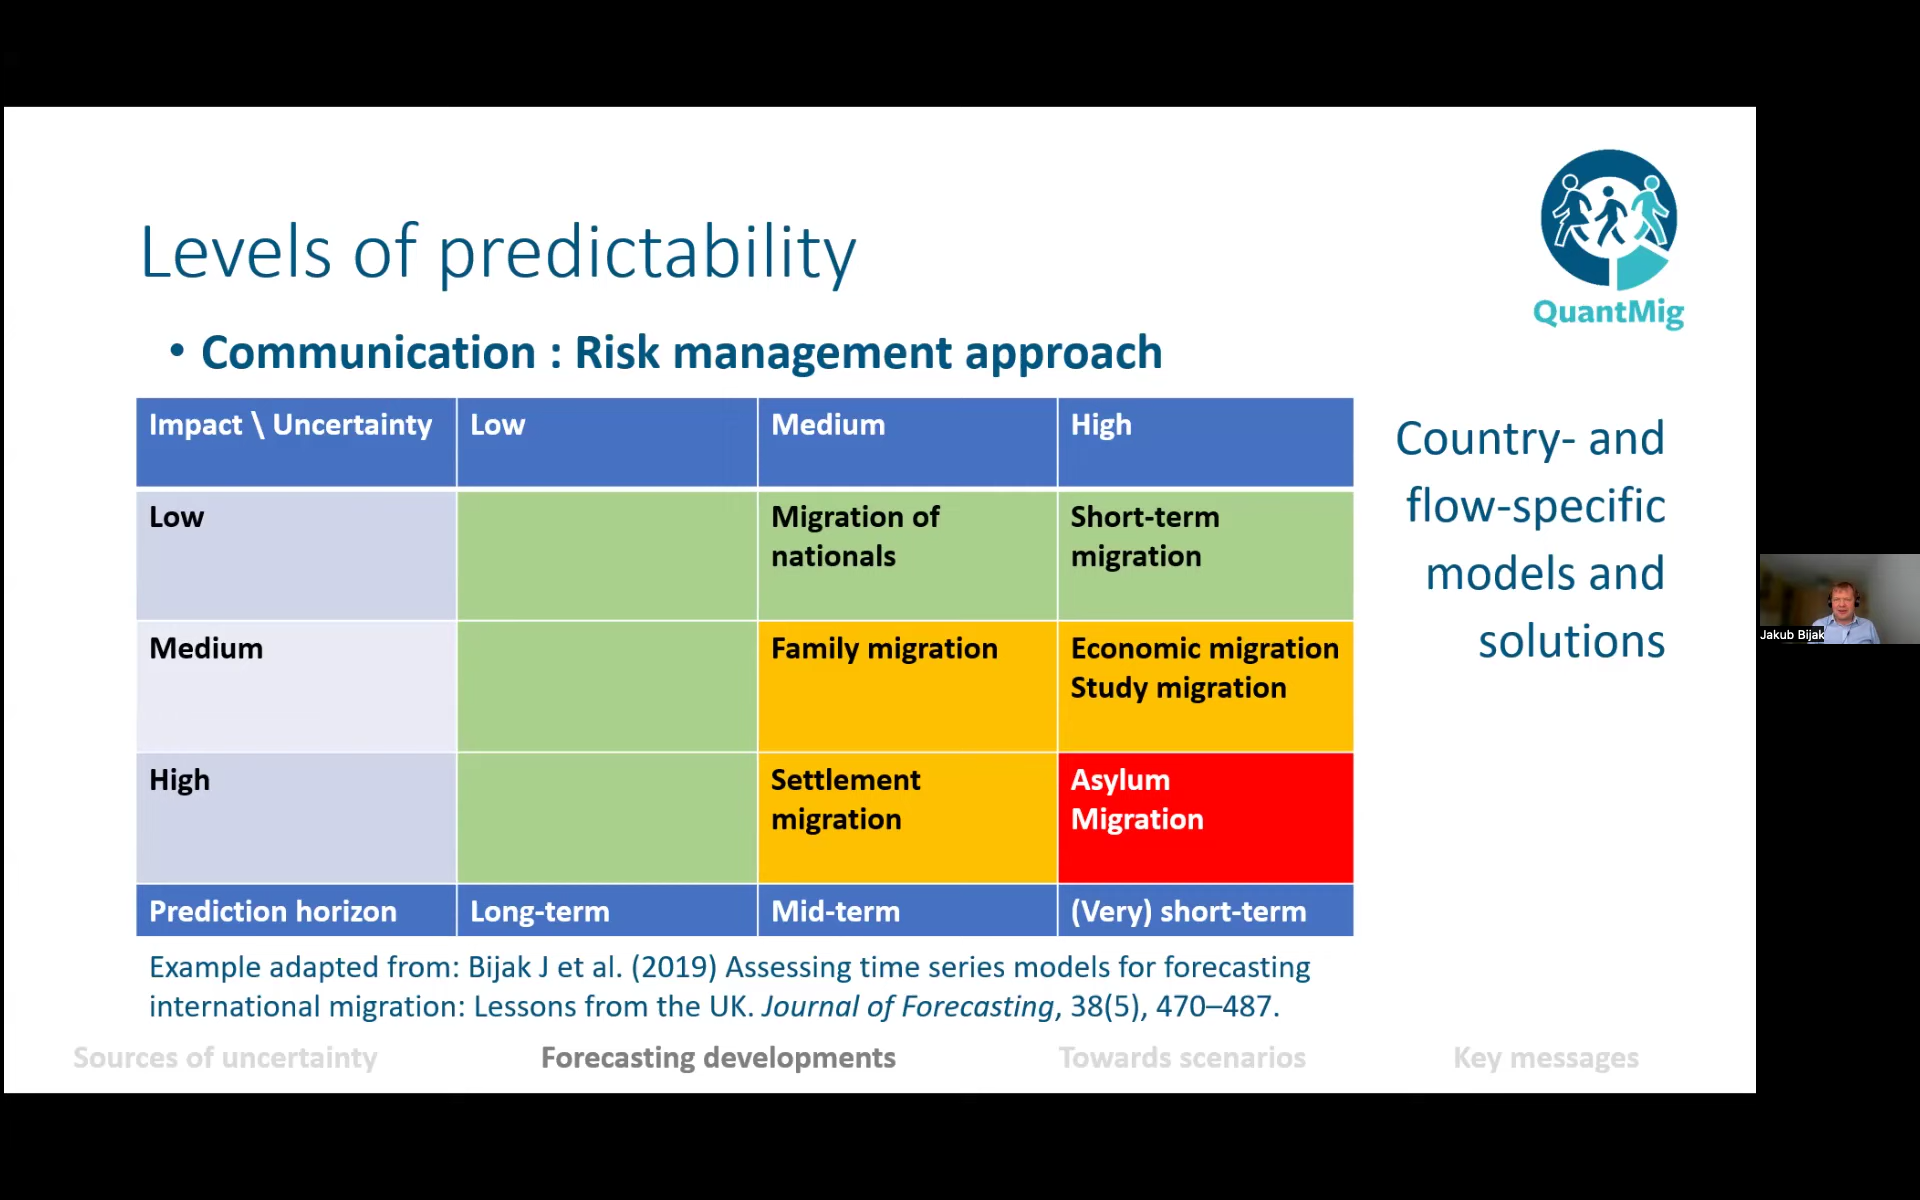 Levels of predictability
QuantMig
• Communication : Risk management approach
Impact \ Uncertainty Low Medium High
Low Migration of nationals Short-term migration
Medium Family migration Economic migration Study migration
High Settlement migration Asylum Migration
Prediction horizon Long-term Mid-term (Very) short-term
Country- and
flow-specific
models and
solutions
Jakub Bijak
Example adapted from: Bijak J et al. (2019) Assessing time series models for forecasting
international migration: Lessons from the UK. Journal of Forecasting, 38(5), 470–487.
Sources of uncertainty Forecasting developments Towards scenarios Key messages